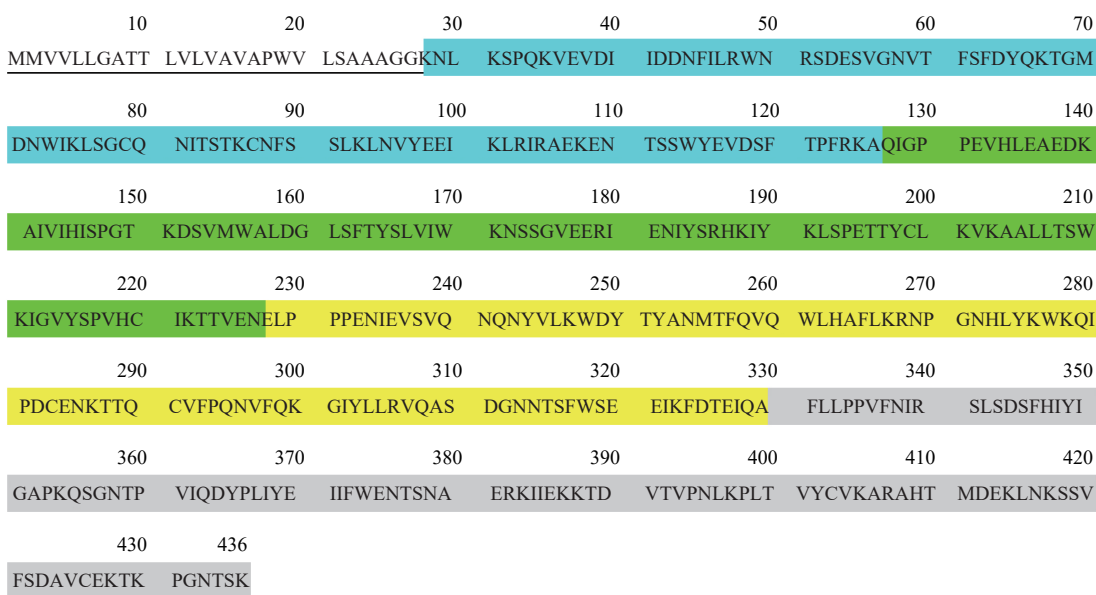 10 20 30 40 50 60 70
MMVVLLGATT LVLVAVAPWV LSAAAGGKNL KSPQKVEVDI IDDNFILRWN RSDESVGNVT FSFDYQKTGM
80 90 100 110 120 130 140
DNWIKLSGCQ NITSTKCNFS SLKLNVYEEI KLRIRAEKEN TSSWYEVDSF TPFRKAQIGP PEVHLEAEDK
150 160 170 180 190 200 210
AIVIHISPGT KDSVMWALDG LSFTYSLVIW KNSSGVEERI ENIYSRHKIY KLSPETTYCL KVKAALLTSW
220 230 240 250 260 270 280
KIGVYSPVHC IKTTVENELP PPENIEVSVQ NQNYVLKWDY TYANMTFQVQ WLHAFLKRNP GNHLYKWKQI
290 300 310 320 330 340 350
PDCENKTTQ CVFPQNVFQK GIYLLRVQAS DGNNTSFWSE EIKFDTEIQA FLLPPVFNIR SLSDSFHIYI
360 370 380 390 400 410 420
GAPKQSGNTP VIQDYPLIYE IIFWENTSNA ERKIIEKKTD VTVPNLKPLT VYCVKARAHT MDEKLNKSSV
430 436
FSDAVCEKTK PGNTSK